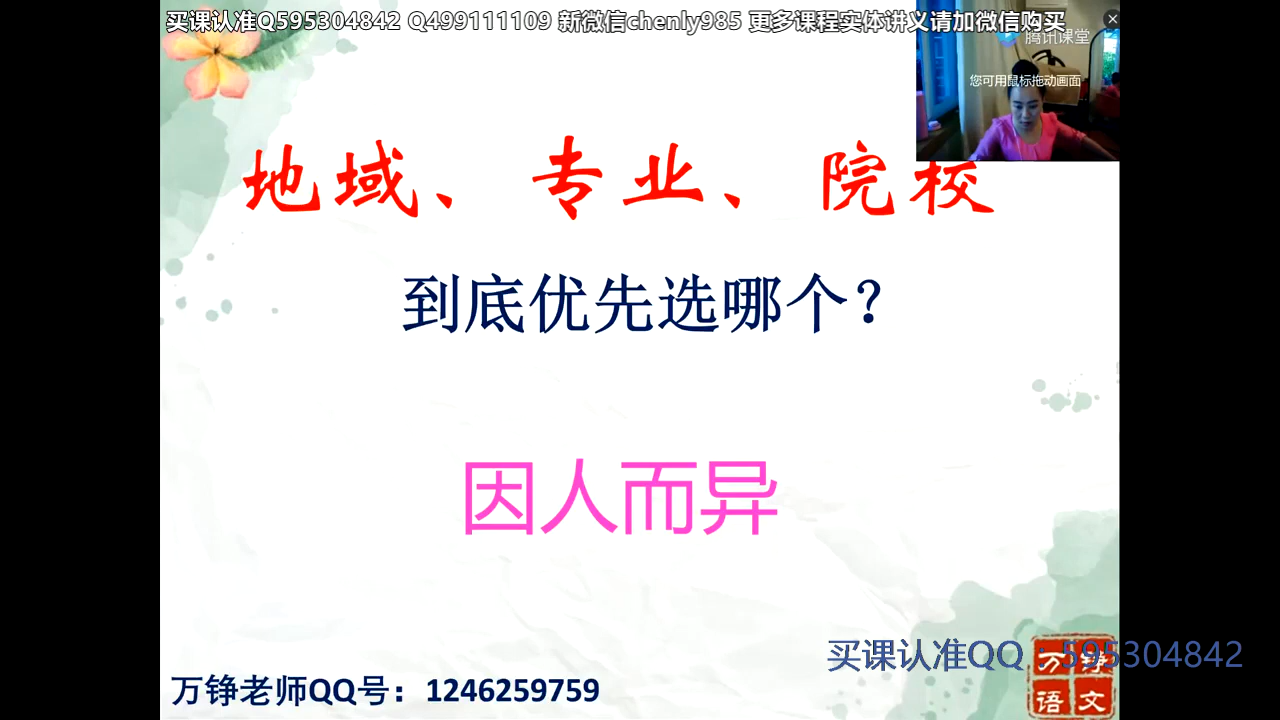 买课认准Q595304842 Q499111109 新微信chenly985 更多课程实体讲义请加微信购买
腾讯课堂
您可用鼠标拖动画面
地域、专业、院校
到底优先选哪个？
因人而异
买课认准QQ：595304842
万铮
语文
万铮老师QQ号：1246259759